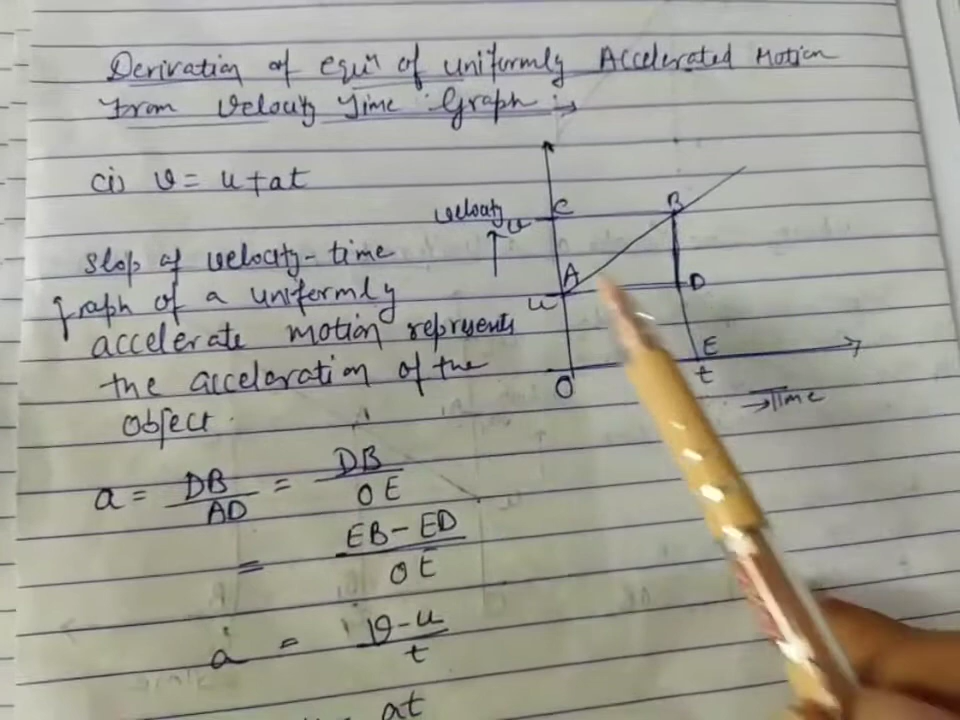 Derivation of equⁿ of uniformly Accelerated Motion
From Velocity Time Graph :→
(i) v = u + at
Slop of velocity-time
graph of a uniformly
accelerate motion represents
the acceleration of the
object.
a = DB/AD = DB/OE
= EB-ED/OE
a = v-u/t
at
Velocity
v
C
B
A
D
u
E
O
t
→Time